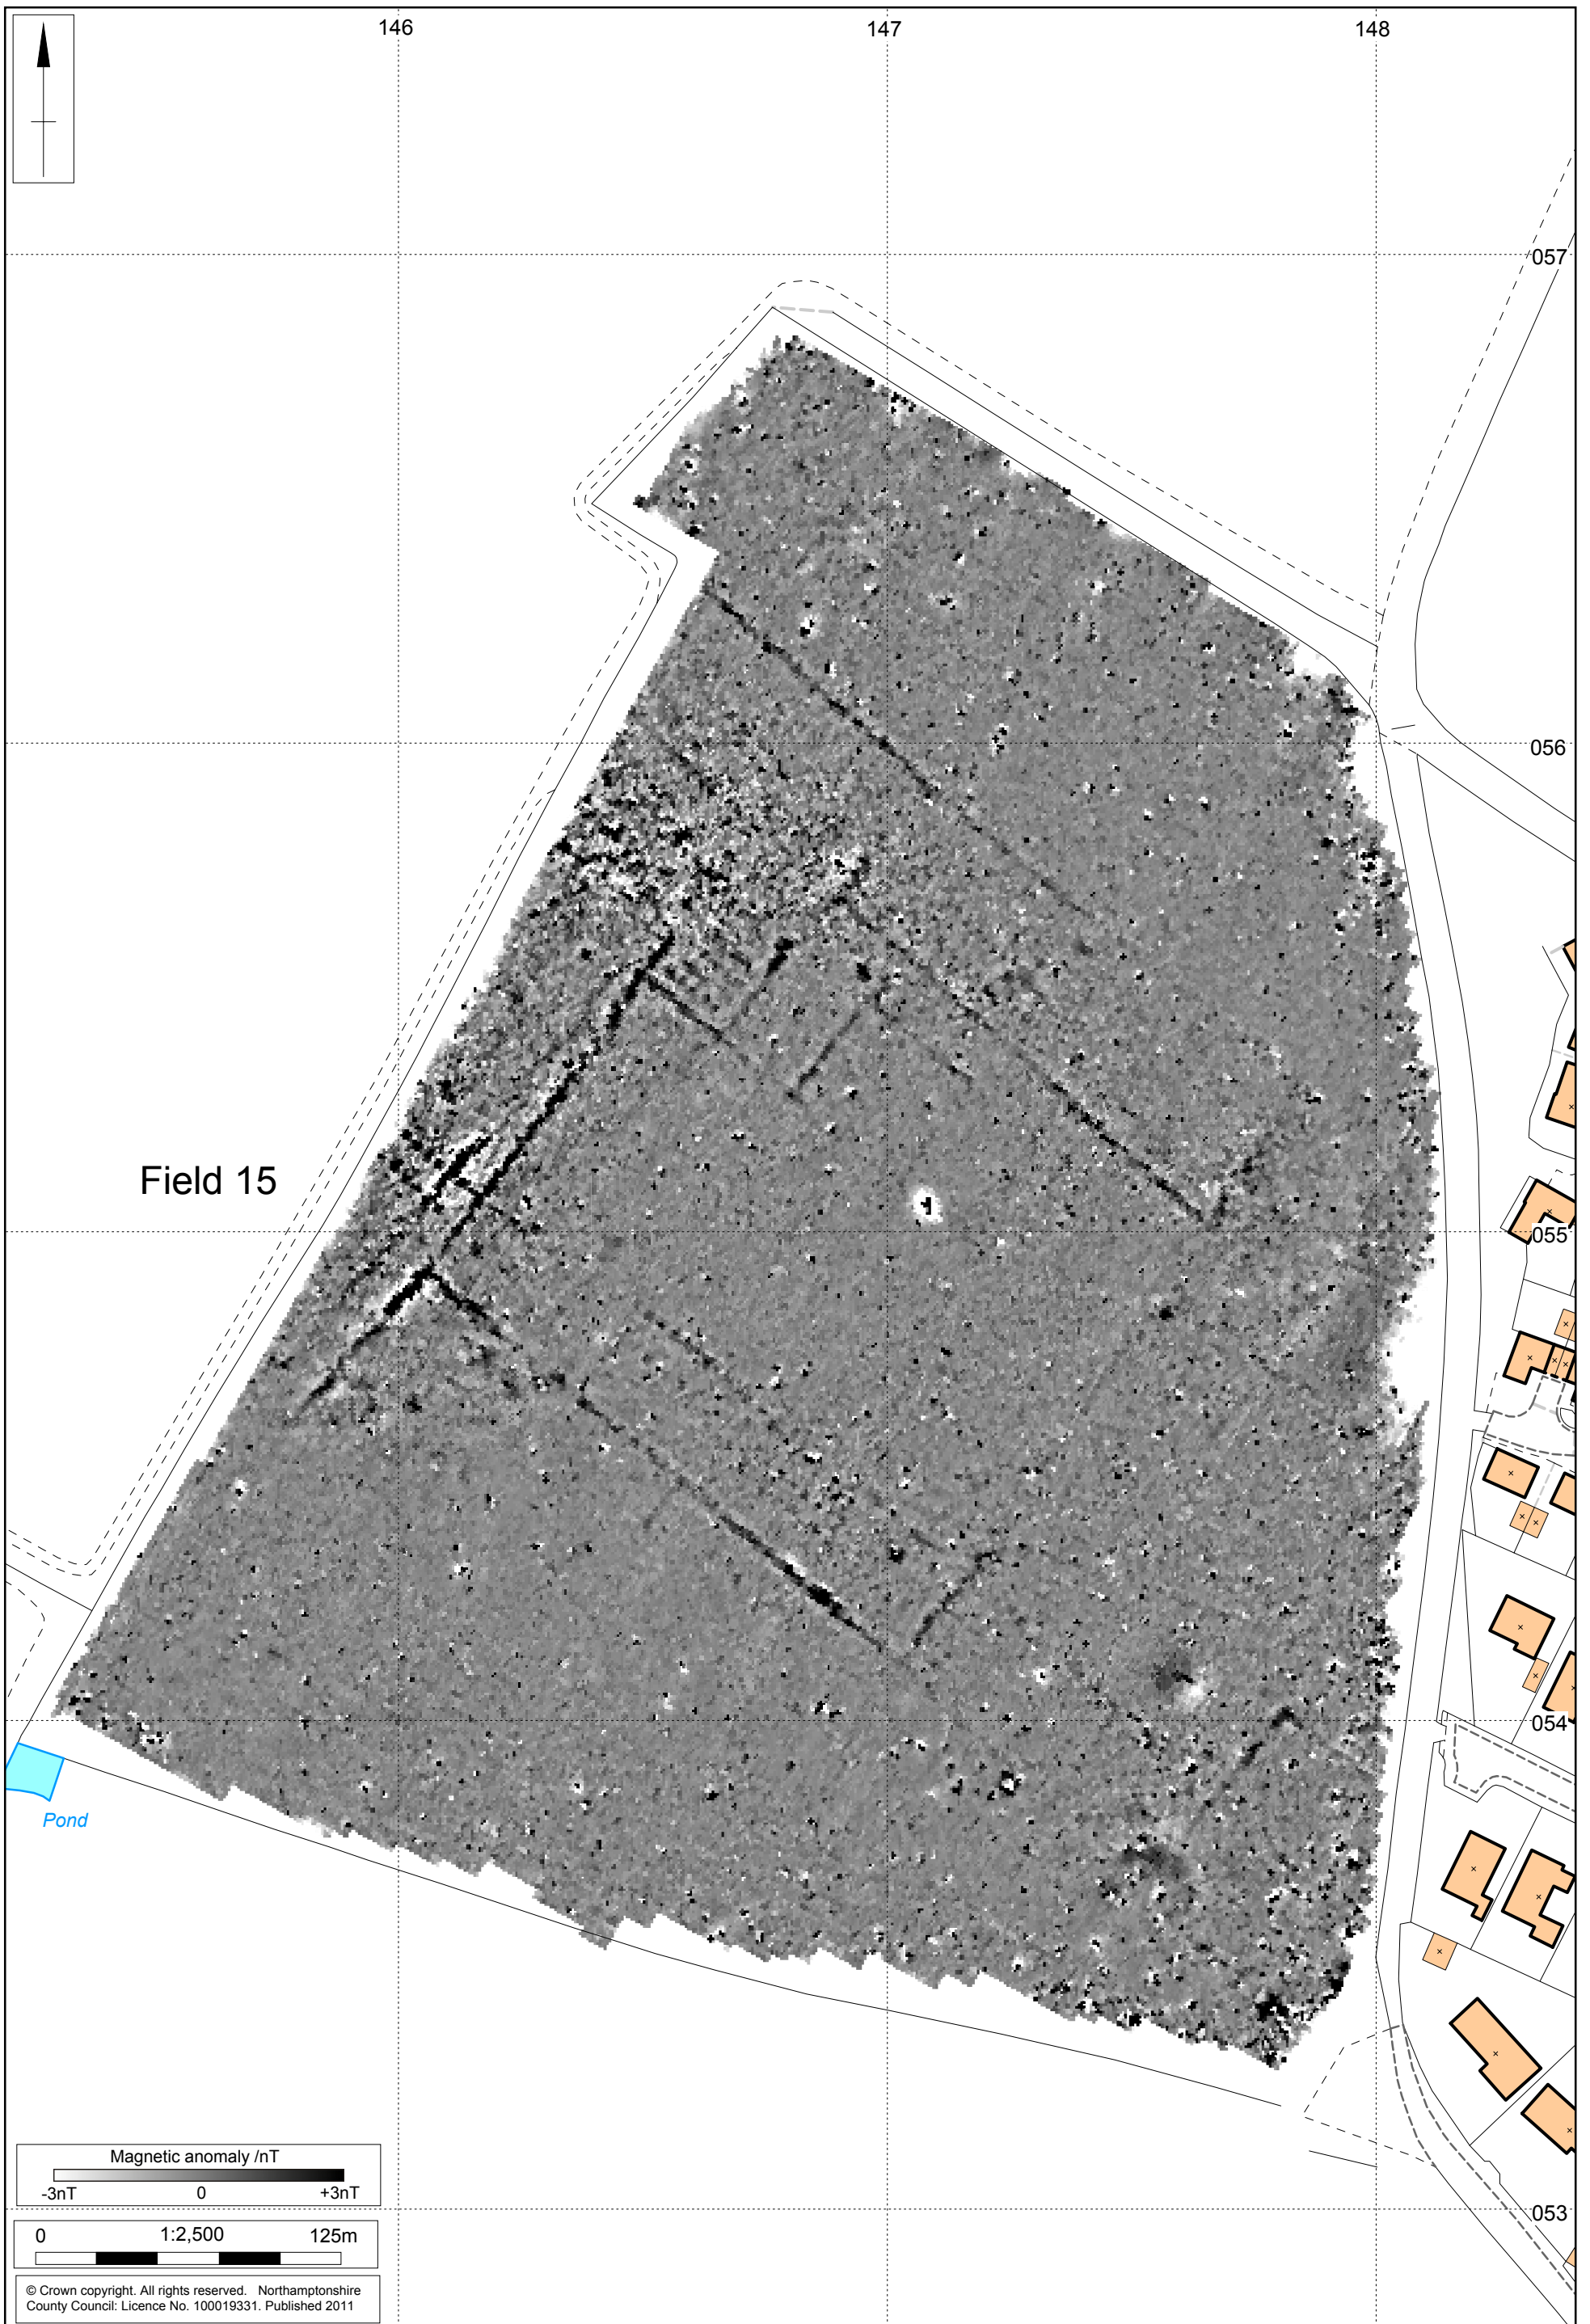 146
147
148
057
056
Field 15
055
054
Pond
Magnetic anomaly /nT
-3nT 0 +3nT
053
0 1:2,500 125m
© Crown copyright. All rights reserved. Northamptonshire
County Council: Licence No. 100019331. Published 2011